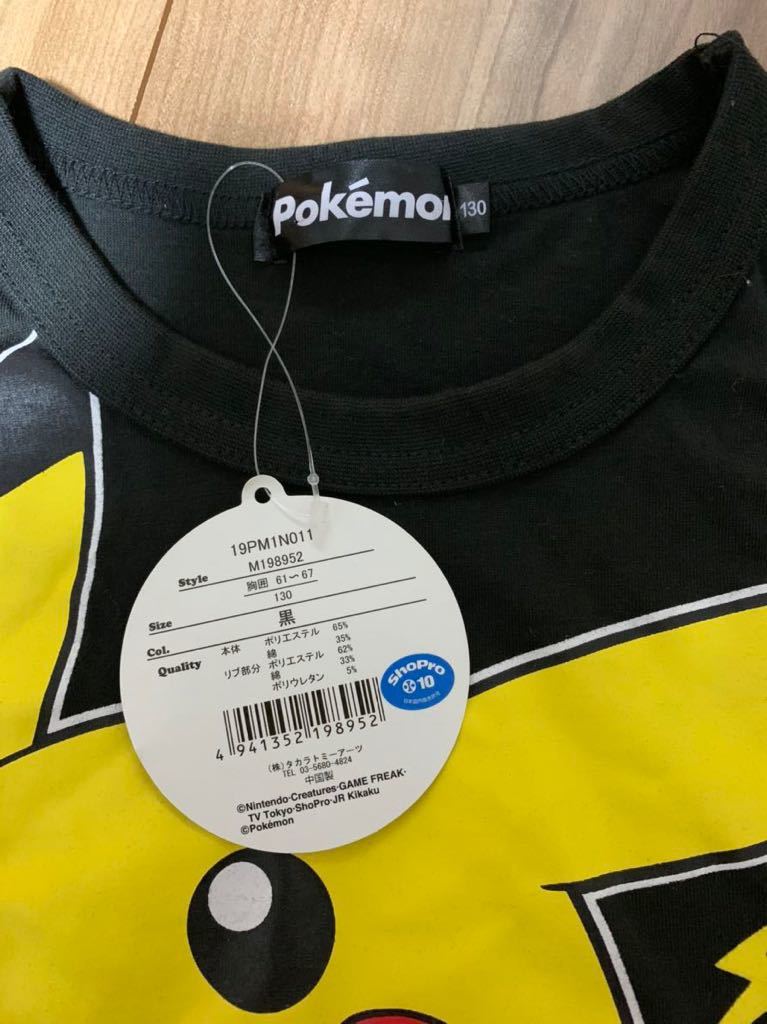 Pokémon
130
19PM1N011
Style M198952
胸囲 61〜67
Size 130
Col. 黒
Quality 本体 ポリエステル 65%
綿 35%
リブ部分 ポリエステル 62%
綿 33%
ポリウレタン 5%
ShoPro
10
4 941352 198952
(株)タカラトミーアーツ
TEL 03-5680-4824
中国製
©Nintendo·Creatures·GAME FREAK·
TV Tokyo·ShoPro·JR Kikaku
©Pokémon